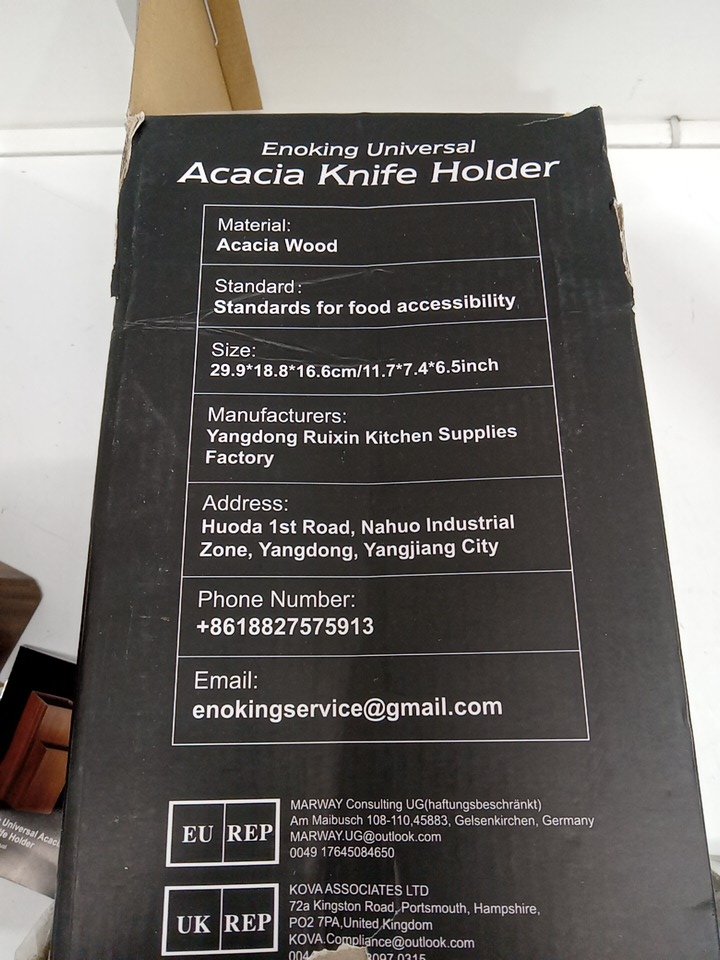 Enoking Universal
Acacia Knife Holder
Material:
Acacia Wood
Standard:
Standards for food accessibility
Size:
29.9*18.8*16.6cm/11.7*7.4*6.5inch
Manufacturers:
Yangdong Ruixin Kitchen Supplies
Factory
Address:
Huoda 1st Road, Nahuo Industrial
Zone, Yangdong, Yangjiang City
Phone Number:
+8618827575913
Email:
enokingservice@gmail.com
EU REP
MARWAY Consulting UG(haftungsbeschränkt)
Am Maibusch 108-110,45883, Gelsenkirchen, Germany
MARWAY.UG@outlook.com
0049 17645084650
UK REP
KOVA ASSOCIATES LTD
72a Kingston Road, Portsmouth, Hampshire,
PO2 7PA,United Kingdom
KOVA.Compliance@outlook.com
Universal
Holder